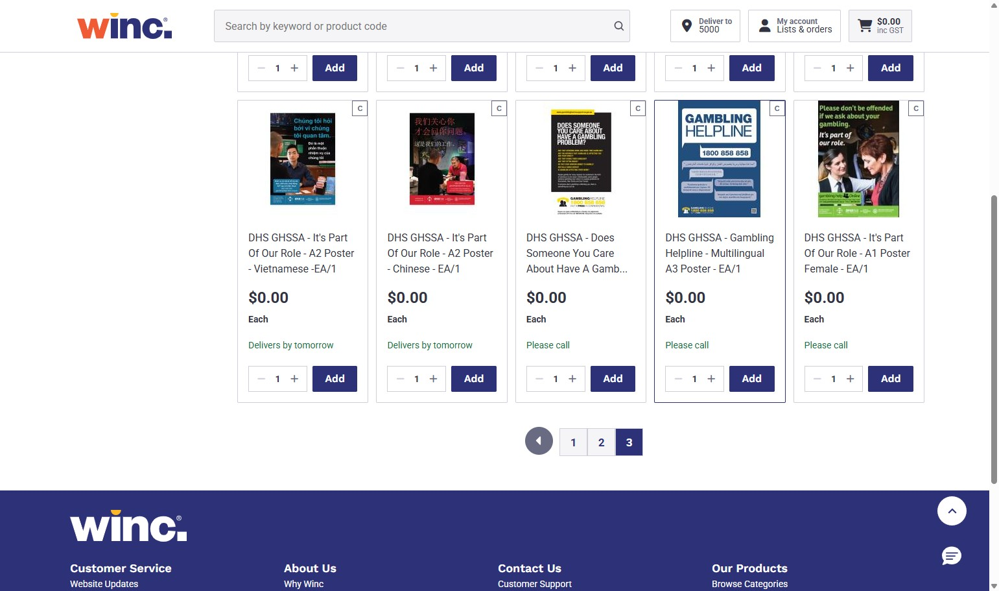 winc.®
Search by keyword or product code
Deliver to
5000
My account
Lists & orders
$0.00
inc GST
1 Add
1 Add
1 Add
1 Add
1 Add
C
C
C
C
C
Chúng tôi hỏi
bởi vì chúng
tôi quan tâm.
Đó là một
phần thuộc
nhiệm vụ của
chúng tôi
我们关心你
才会问你问题。
这是我们的工作。
DOES SOMEONE
YOU CARE ABOUT
HAVE A GAMBLING
PROBLEM?
GAMBLING HELPLINE
1800 858 858
GAMBLING
HELPLINE
1800 858 858
GAMBLING HELPLINE
1800 858 858
Please don't be offended
if we ask about your
gambling.
It's part of
our role.
gambling help Online
DHS GHSSA - It's Part
Of Our Role - A2 Poster
- Vietnamese -EA/1
$0.00
Each
Delivers by tomorrow
1 Add
DHS GHSSA - It's Part
Of Our Role - A2 Poster
- Chinese - EA/1
$0.00
Each
Delivers by tomorrow
1 Add
DHS GHSSA - Does
Someone You Care
About Have A Gamb...
$0.00
Each
Please call
1 Add
DHS GHSSA - Gambling
Helpline - Multilingual
A3 Poster - EA/1
$0.00
Each
Please call
1 Add
DHS GHSSA - It's Part
Of Our Role - A1 Poster
Female - EA/1
$0.00
Each
Please call
1 Add
1 2 3
winc.®
Customer Service
Website Updates
About Us
Why Winc
Contact Us
Customer Support
Our Products
Browse Categories